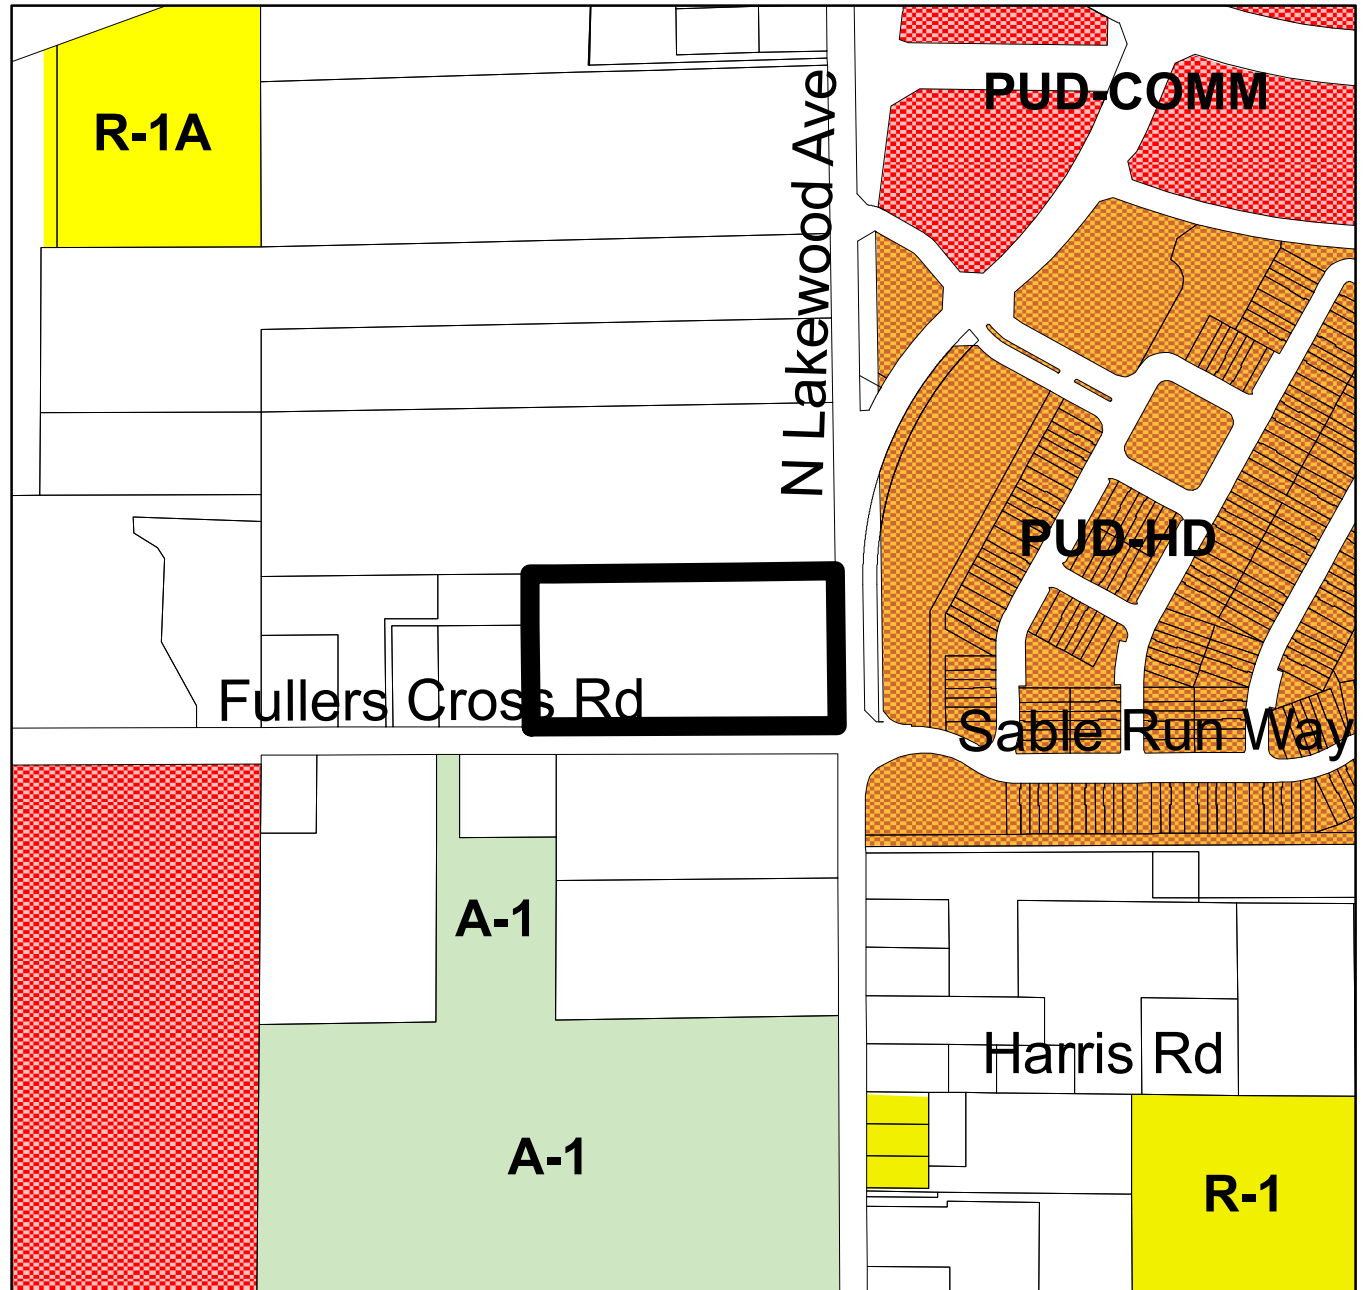 PUD-COMM
R-1A
N Lakewood Ave
PUD-HD
Fullers Cross Rd
Sable Run Way
A-1
Harris Rd
A-1
R-1